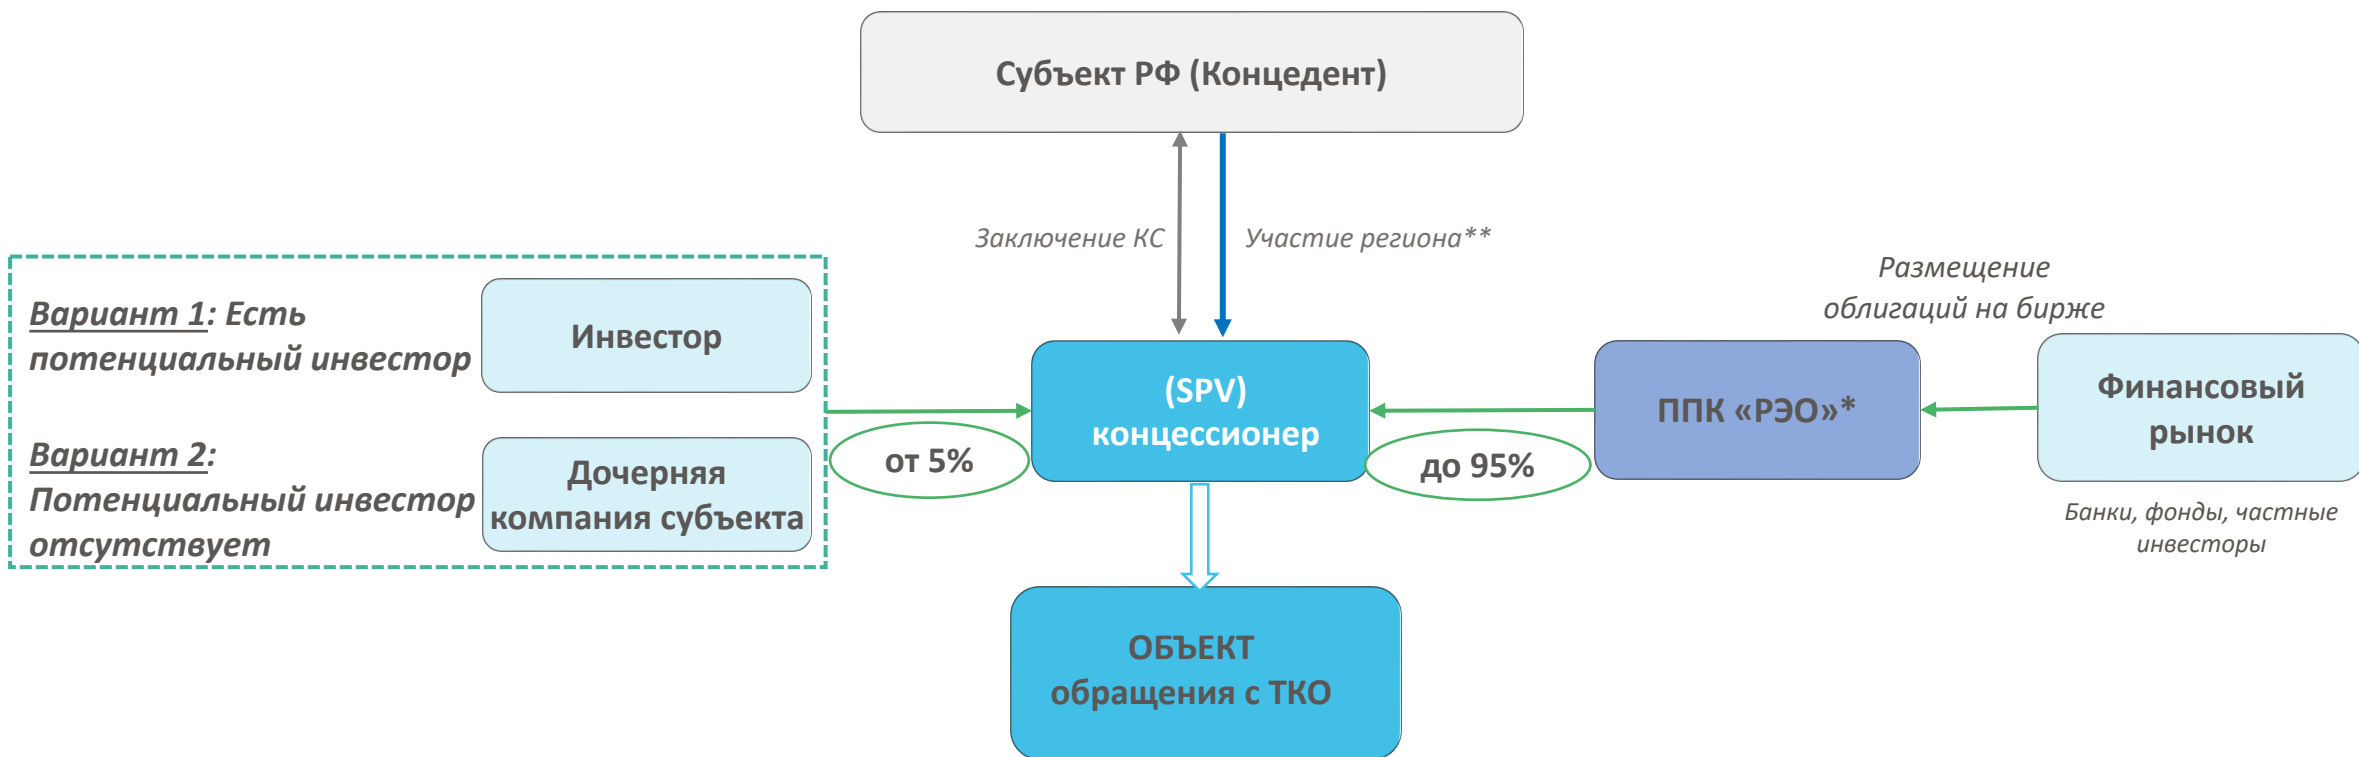 Субъект РФ (Концедент)
Заключение КС
Участие региона**
Вариант 1: Есть
потенциальный инвестор
Инвестор
Вариант 2:
Потенциальный инвестор
отсутствует
Дочерняя
компания субъекта
от 5%
(SPV)
концессионер
до 95%
ППК «РЭО»*
Размещение
облигаций на бирже
Финансовый
рынок
Банки, фонды, частные
инвесторы
ОБЪЕКТ
обращения с ТКО